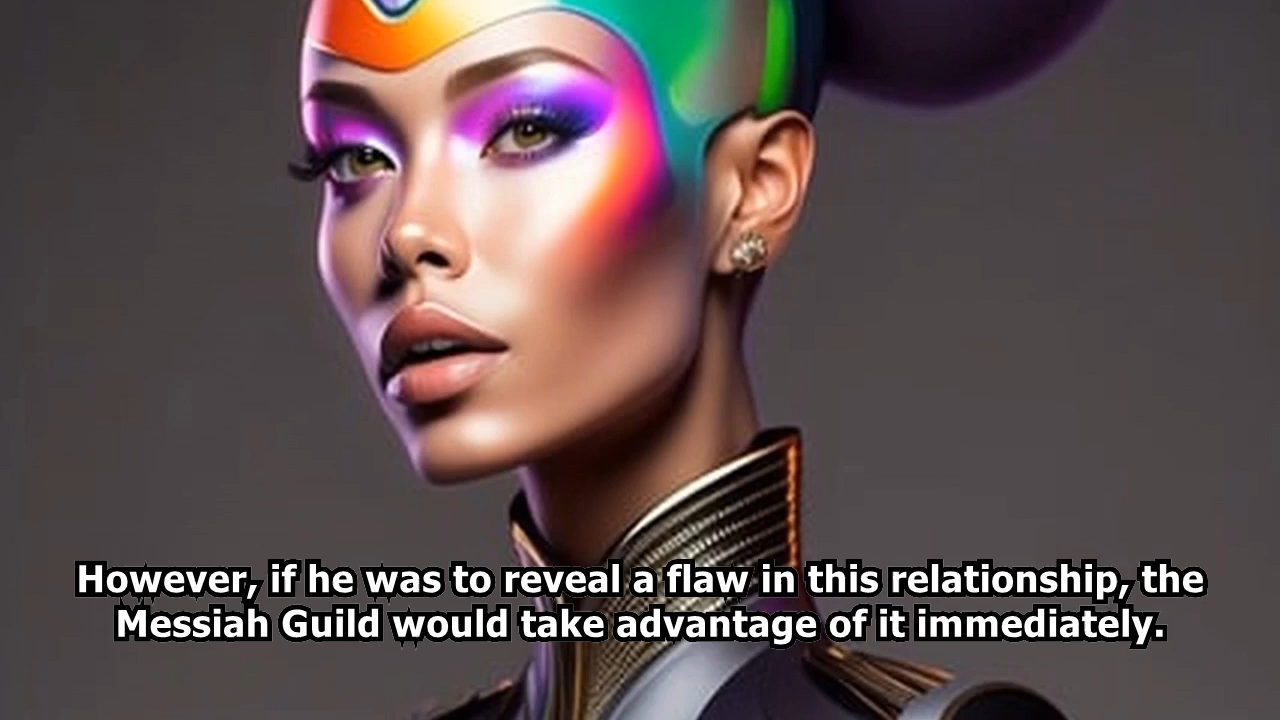 However, if he was to reveal a flaw in this relationship, the
Messiah Guild would take advantage of it immediately.